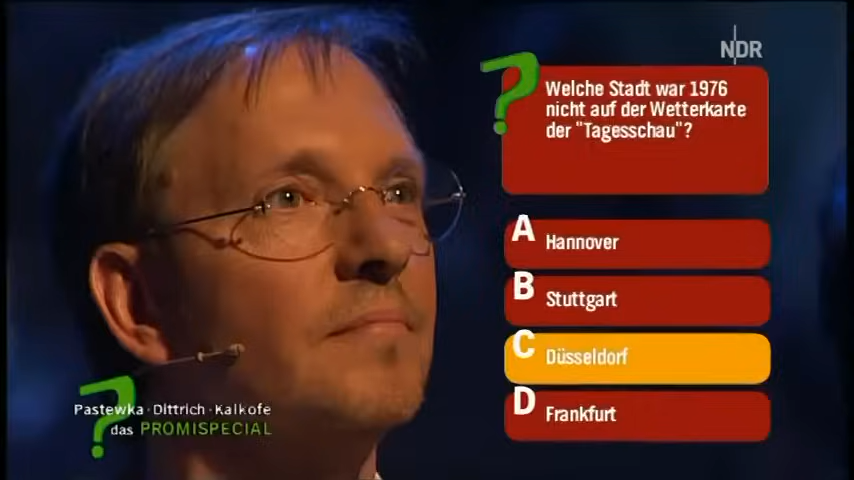 NDR
Welche Stadt war 1976
nicht auf der Wetterkarte
der "Tagesschau"?
A Hannover
B Stuttgart
C Düsseldorf
D Frankfurt
Pastewka · Dittrich · Kalkofe
das PROMISPECIAL